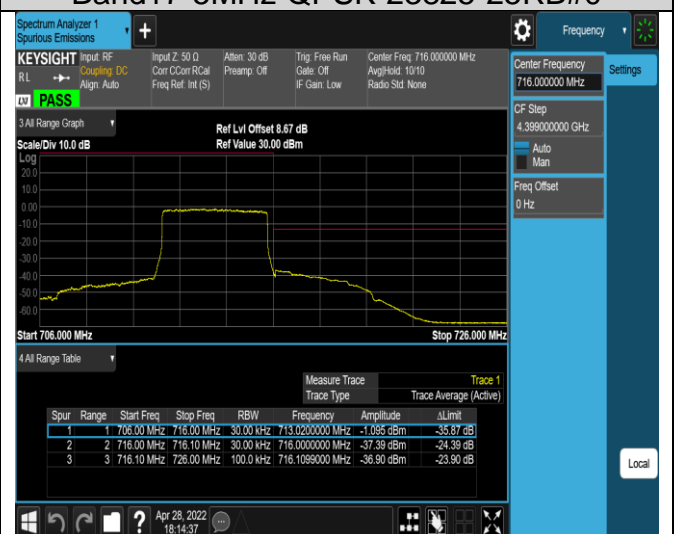 Spectrum Analyzer 1
Spurious Emissions
Frequency
KEYSIGHT Input: RF Input Z: 50 Ω Atten: 30 dB Trig: Free Run Center Freq: 716.000000 MHz
RL Coupling: DC Corr CCorr RCal Preamp: Off Gate: Off Avg|Hold: 10/10
Align: Auto Freq Ref: Int (S) IF Gain: Low Radio Std: None
LXI PASS
Center Frequency
716.000000 MHz
Settings
CF Step
4.399000000 GHz
Auto
Man
Freq Offset
0 Hz
3 All Range Graph
Ref Lvl Offset 8.67 dB
Scale/Div 10.0 dB Ref Value 30.00 dBm
Log
20.0
10.0
0.00
-10.0
-20.0
-30.0
-40.0
-50.0
-60.0
Start 706.000 MHz Stop 726.000 MHz
4 All Range Table
Measure Trace Trace 1
Trace Type Trace Average (Active)
Spur Range Start Freq Stop Freq RBW Frequency Amplitude ΔLimit
1 1 706.00 MHz 716.00 MHz 30.00 kHz 713.0200000 MHz -1.095 dBm -35.87 dB
2 2 716.00 MHz 716.10 MHz 30.00 kHz 716.0000000 MHz -37.39 dBm -24.39 dB
3 3 716.10 MHz 726.00 MHz 100.0 kHz 716.1099000 MHz -36.90 dBm -23.90 dB
Local
Apr 28, 2022
18:14:37